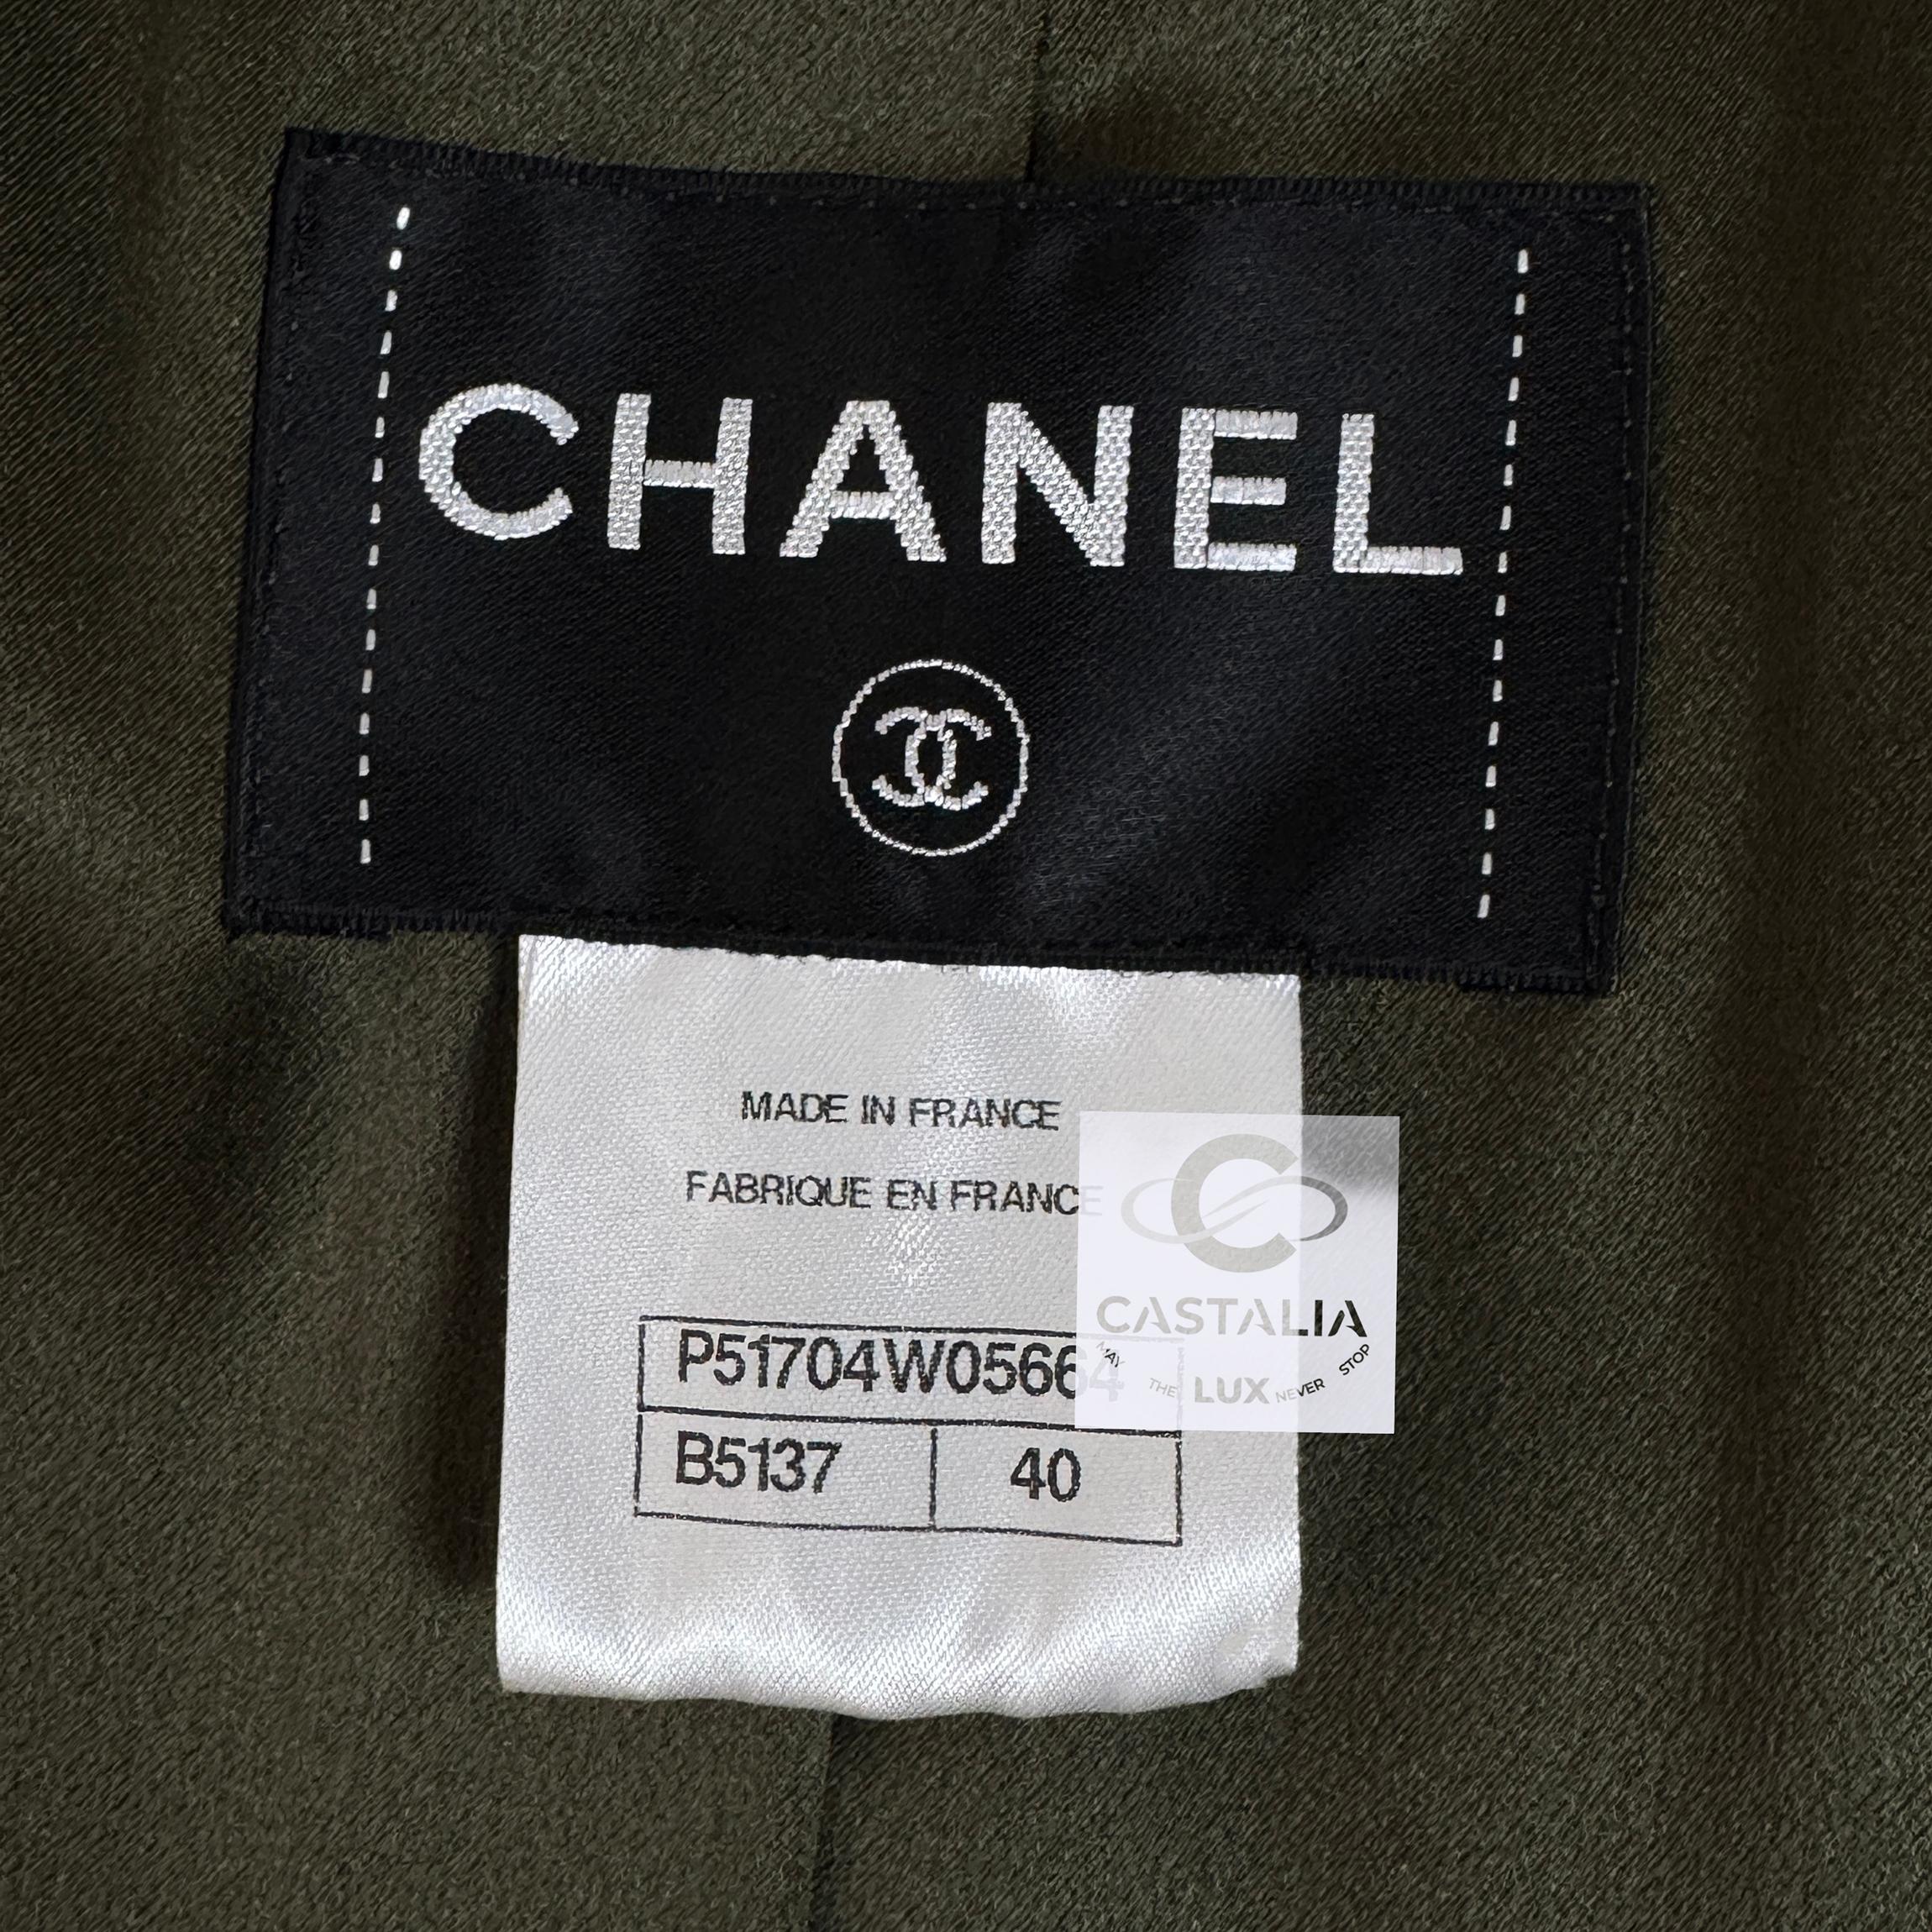 CHANEL
MADE IN FRANCE
FABRIQUE EN FRANCE
P51704W05664
B5137 40
CASTALIA
MAY THE LUX NEVER STOP